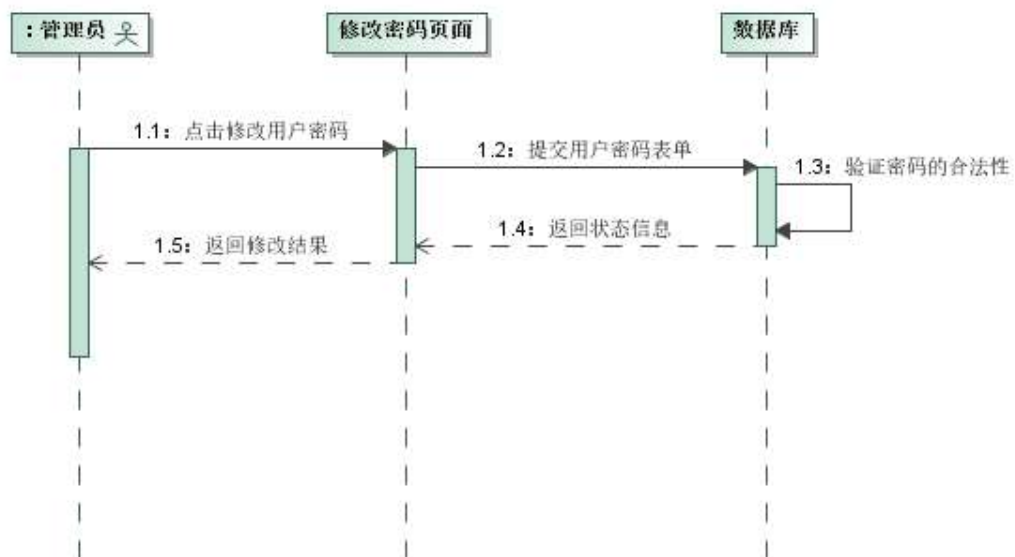 ：管理员
修改密码页面
数据库
1.1：点击修改用户密码
1.2：提交用户密码表单
1.3：验证密码的合法性
1.4：返回状态信息
1.5：返回修改结果